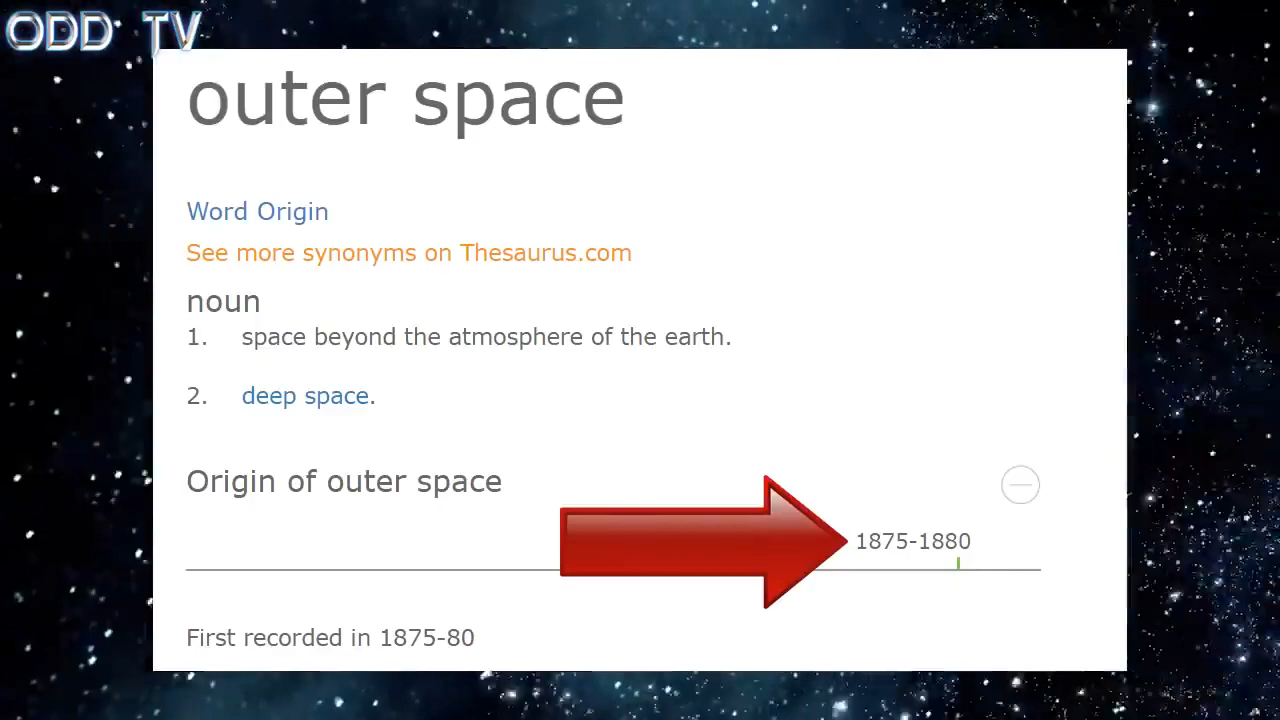 ODD TV
outer space
Word Origin
See more synonyms on Thesaurus.com
noun
1. space beyond the atmosphere of the earth.
2. deep space.
Origin of outer space
1875-1880
First recorded in 1875-80